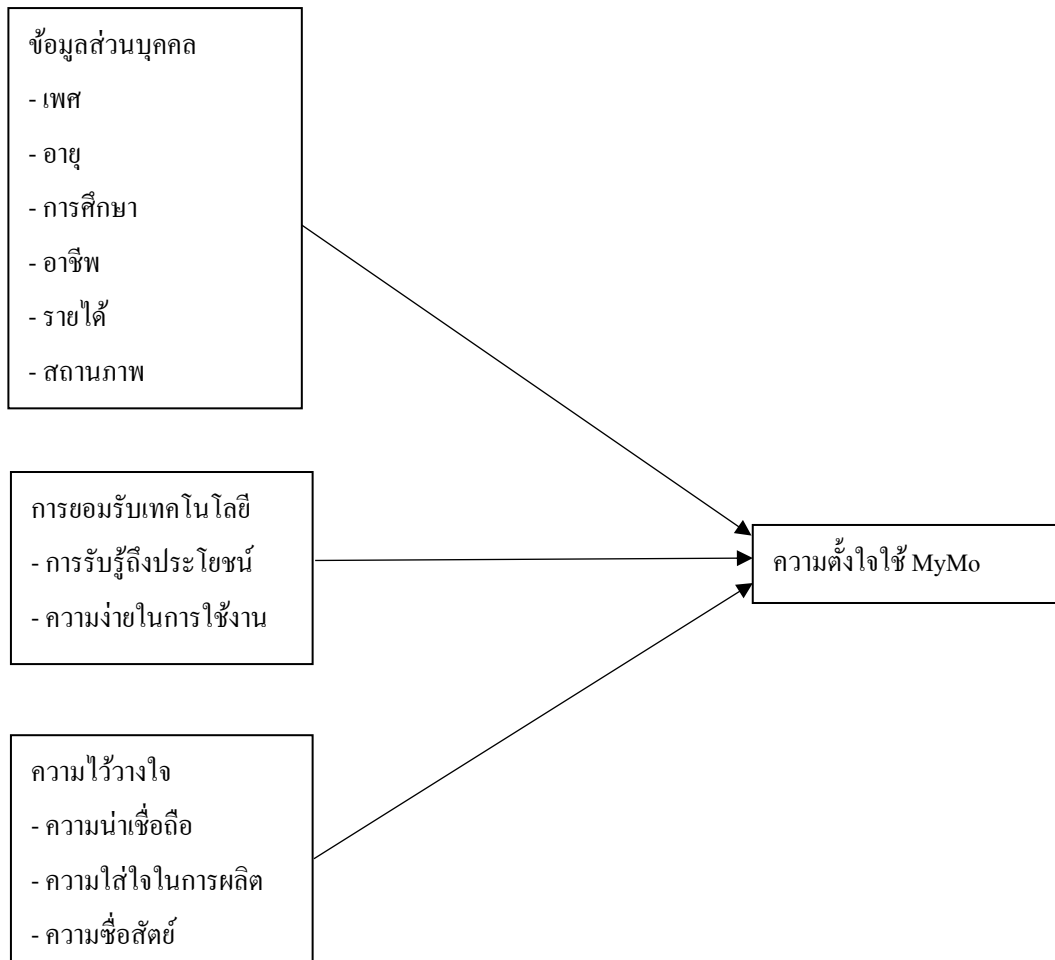 ข้อมูลส่วนบุคคล
- เพศ
- อายุ
- การศึกษา
- อาชีพ
- รายได้
- สถานภาพ
การยอมรับเทคโนโลยี
- การรับรู้ถึงประโยชน์
- ความง่ายในการใช้งาน
ความไว้วางใจ
- ความน่าเชื่อถือ
- ความใส่ใจในการผลิต
- ความซื่อสัตย์
ความตั้งใจใช้ MyMo